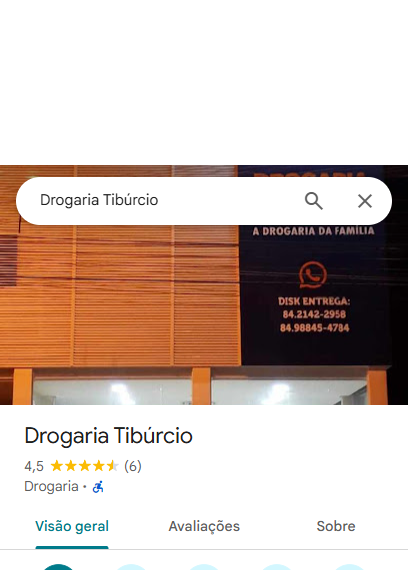 Drogaria Tibúrcio
A DROGARIA DA FAMÍLIA
DISK ENTREGA:
84.2142-2958
84.98845-4784
Drogaria Tibúrcio
4,5 (6)
Drogaria ·
Visão geral Avaliações Sobre